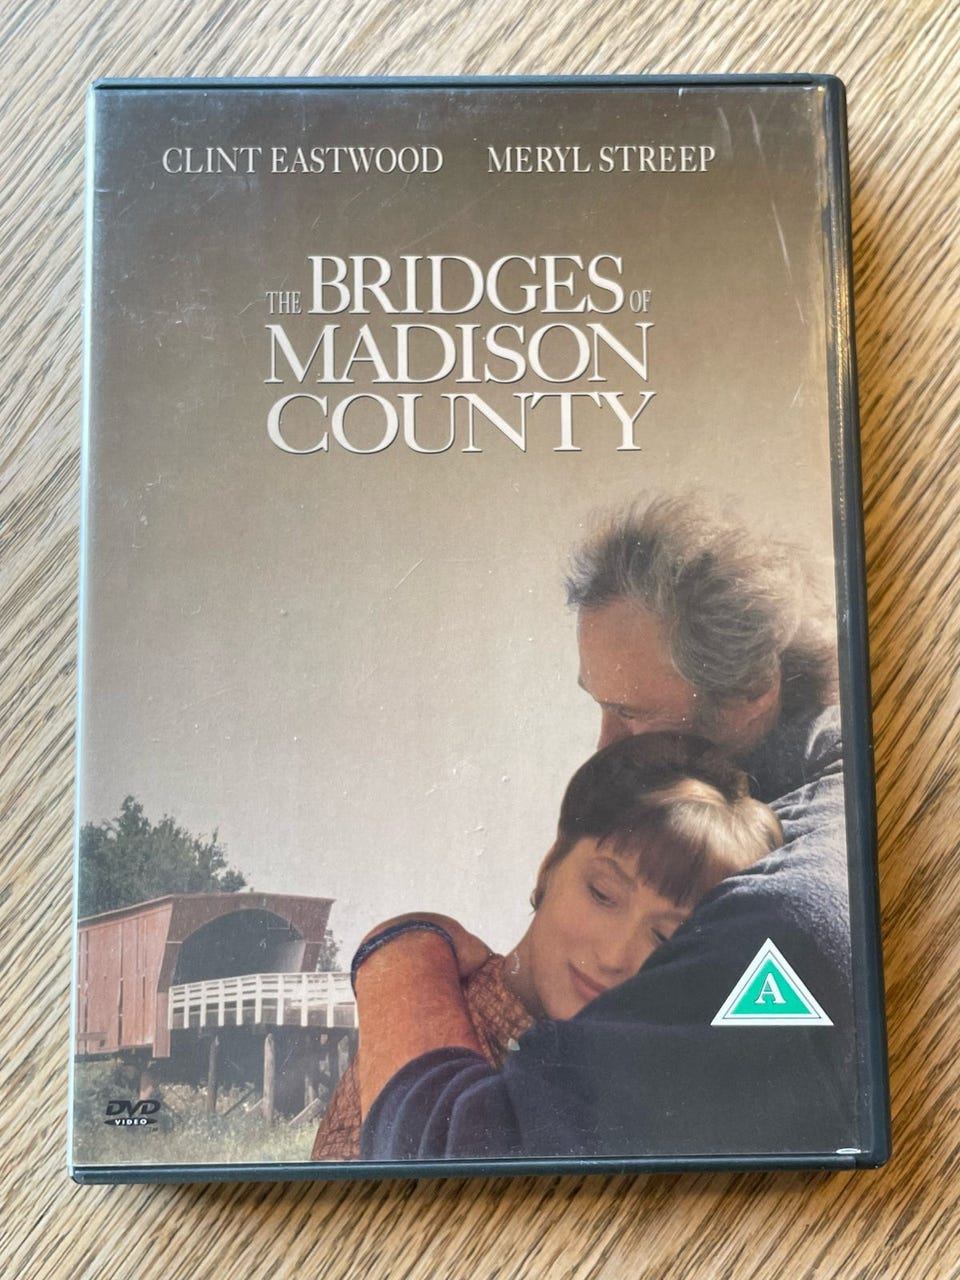 CLINT EASTWOOD MERYL STREEP
THE BRIDGES OF
MADISON
COUNTY
A
DVD
VIDEO